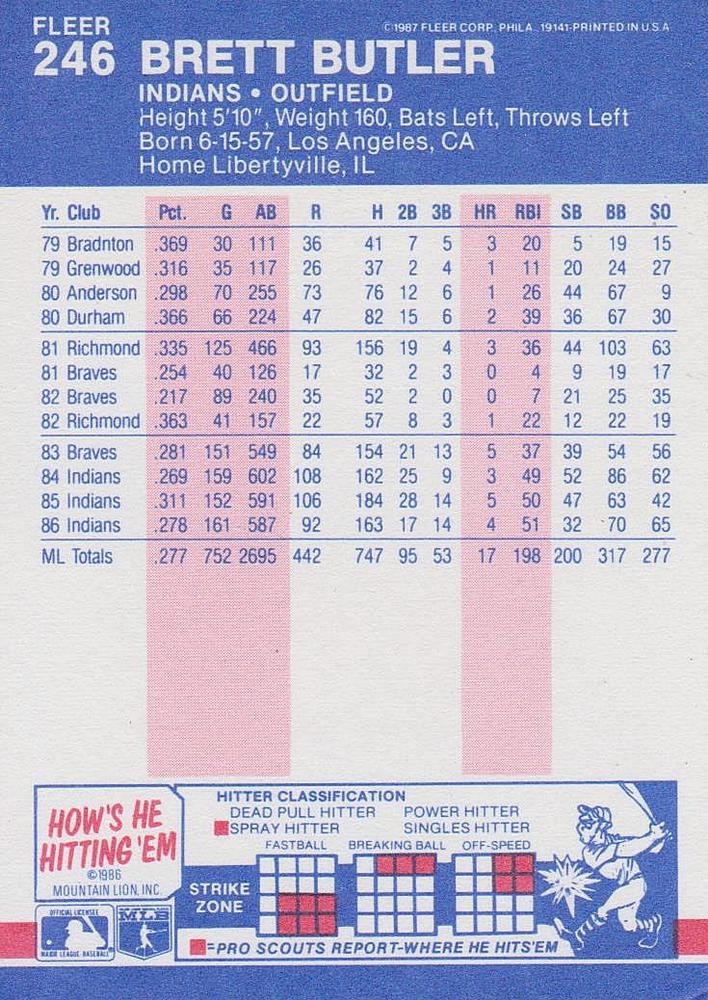 FLEER
©1987 FLEER CORP. PHILA. 19141-PRINTED IN U.S.A.
246 BRETT BUTLER
INDIANS • OUTFIELD
Height 5'10", Weight 160, Bats Left, Throws Left
Born 6-15-57, Los Angeles, CA
Home Libertyville, IL
Yr. Club Pct. G AB R H 2B 3B HR RBI SB BB SO
79 Bradnton .369 30 111 36 41 7 5 3 20 5 19 15
79 Grenwood .316 35 117 26 37 2 4 1 11 20 24 27
80 Anderson .298 70 255 73 76 12 6 1 26 44 67 9
80 Durham .366 66 224 47 82 15 6 2 39 36 67 30
81 Richmond .335 125 466 93 156 19 4 3 36 44 103 63
81 Braves .254 40 126 17 32 2 3 0 4 9 19 17
82 Braves .217 89 240 35 52 2 0 0 7 21 25 35
82 Richmond .363 41 157 22 57 8 3 1 22 12 22 19
83 Braves .281 151 549 84 154 21 13 5 37 39 54 56
84 Indians .269 159 602 108 162 25 9 3 49 52 86 62
85 Indians .311 152 591 106 184 28 14 5 50 47 63 42
86 Indians .278 161 587 92 163 17 14 4 51 32 70 65
ML Totals .277 752 2695 442 747 95 53 17 198 200 317 277
HOW'S HE
HITTING 'EM
©1986
MOUNTAIN LION, INC.
HITTER CLASSIFICATION
DEAD PULL HITTER POWER HITTER
SPRAY HITTER SINGLES HITTER
FASTBALL BREAKING BALL OFF-SPEED
STRIKE
ZONE
=PRO SCOUTS REPORT-WHERE HE HITS'EM
OFFICIAL LICENSEE
MAJOR LEAGUE BASEBALL
MLB